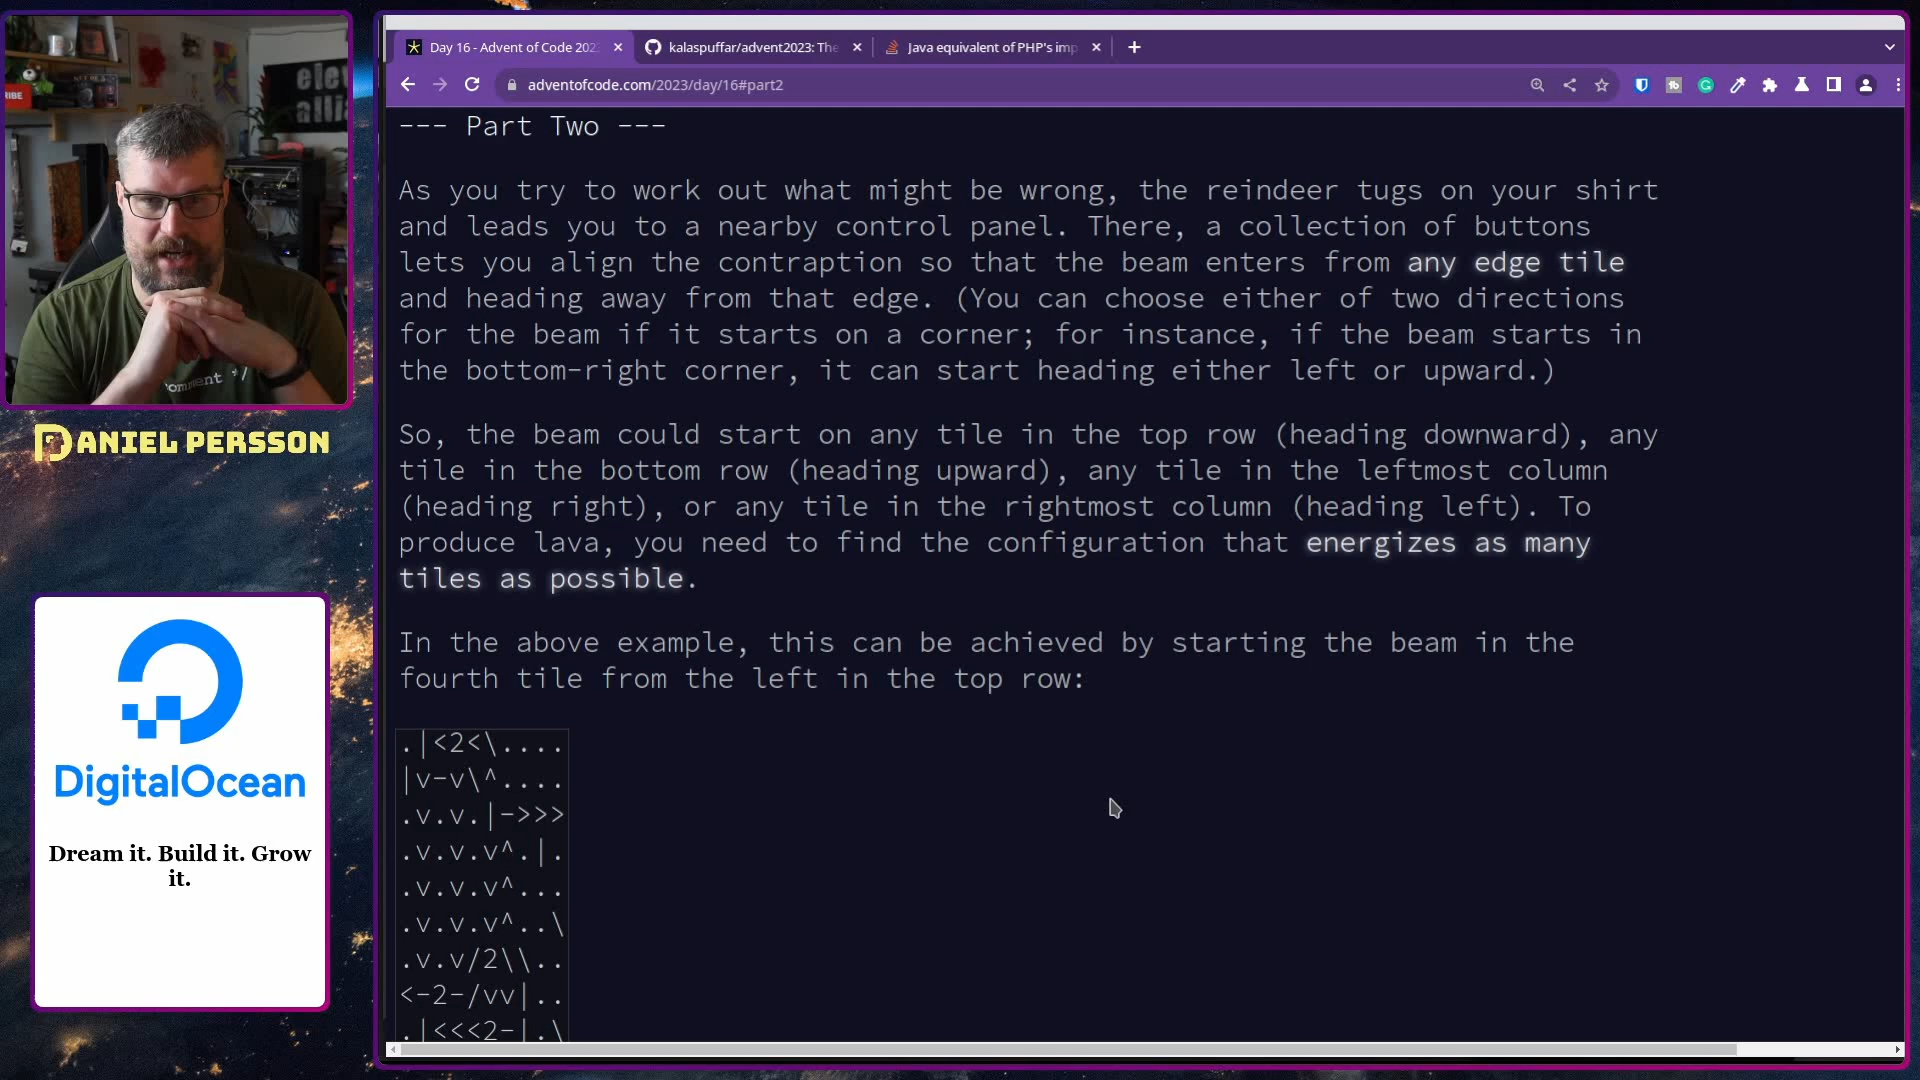 Day 16 - Advent of Code 202
kalaspuffar/advent2023: The
Java equivalent of PHP's imp
adventofcode.com/2023/day/16#part2
--- Part Two ---
As you try to work out what might be wrong, the reindeer tugs on your shirt
and leads you to a nearby control panel. There, a collection of buttons
lets you align the contraption so that the beam enters from any edge tile
and heading away from that edge. (You can choose either of two directions
for the beam if it starts on a corner; for instance, if the beam starts in
the bottom-right corner, it can start heading either left or upward.)
So, the beam could start on any tile in the top row (heading downward), any
tile in the bottom row (heading upward), any tile in the leftmost column
(heading right), or any tile in the rightmost column (heading left). To
produce lava, you need to find the configuration that energizes as many
tiles as possible.
In the above example, this can be achieved by starting the beam in the
fourth tile from the left in the top row:
.|<2<\....
|v-v\^....
.v.v.|->>>
.v.v.v^.|.
.v.v.v^...
.v.v.v^..\
.v.v/2\\..
<-2-/vv|..
.|<<<2-|.\
DANIEL PERSSON
DigitalOcean
Dream it. Build it. Grow
it.